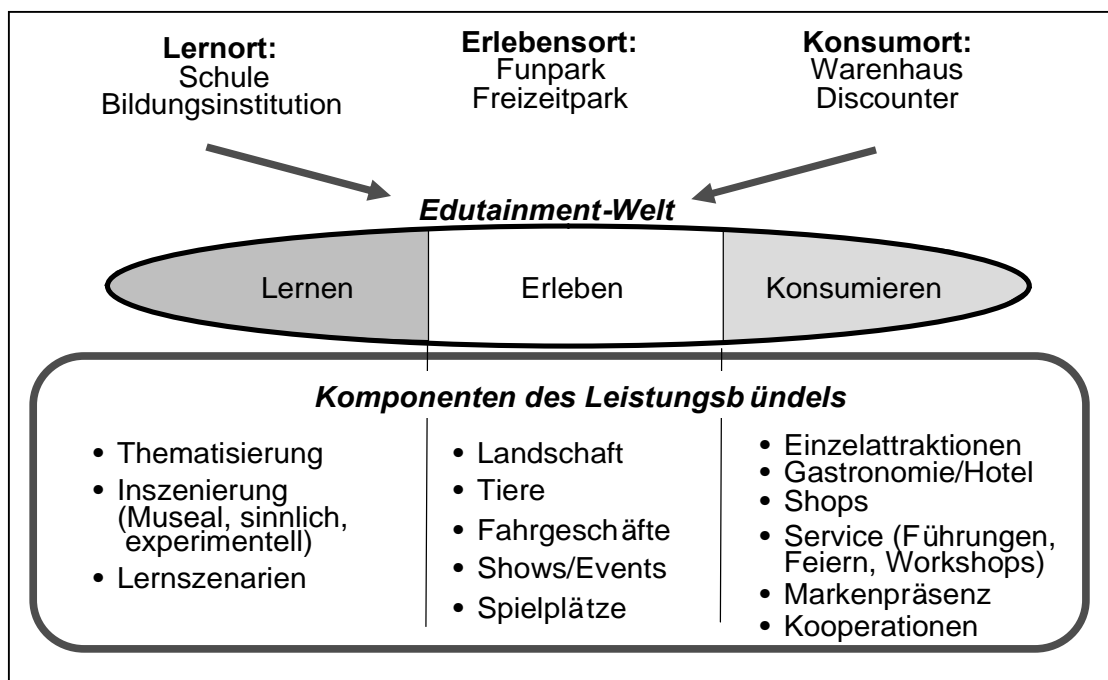 Lernort:
Schule
Bildungsinstitution
Erlebensort:
Funpark
Freizeitpark
Konsumort:
Warenhaus
Discounter
Edutainment-Welt
Lernen
Erleben
Konsumieren
Komponenten des Leistungsbündels
• Thematisierung
• Inszenierung
(Museal, sinnlich,
experimentell)
• Lernszenarien
• Landschaft
• Tiere
• Fahrgeschäfte
• Shows/Events
• Spielplätze
• Einzelattraktionen
• Gastronomie/Hotel
• Shops
• Service (Führungen,
Feiern, Workshops)
• Markenpräsenz
• Kooperationen